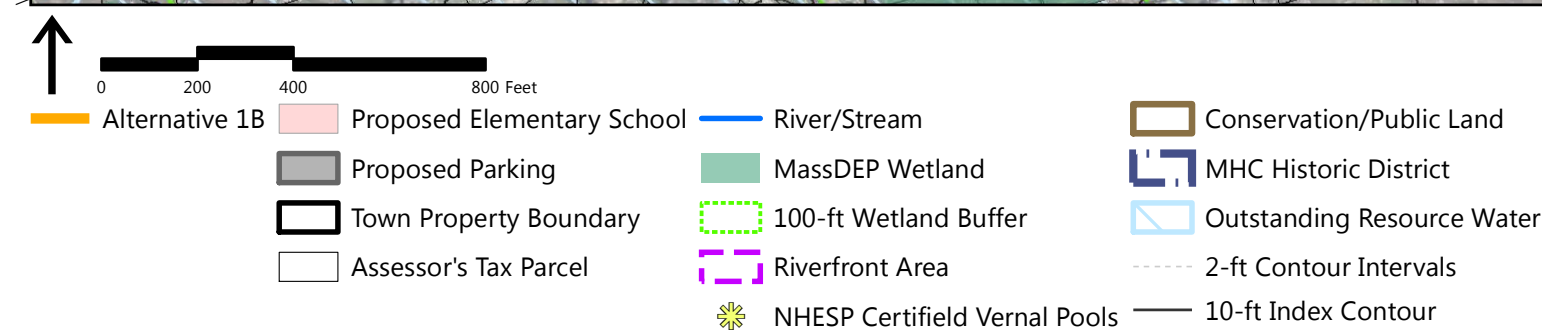 0 200 400 800 Feet
Alternative 1B
Proposed Elementary School
Proposed Parking
Town Property Boundary
Assessor's Tax Parcel
River/Stream
MassDEP Wetland
100-ft Wetland Buffer
Riverfront Area
NHESP Certifield Vernal Pools
Conservation/Public Land
MHC Historic District
Outstanding Resource Water
2-ft Contour Intervals
10-ft Index Contour